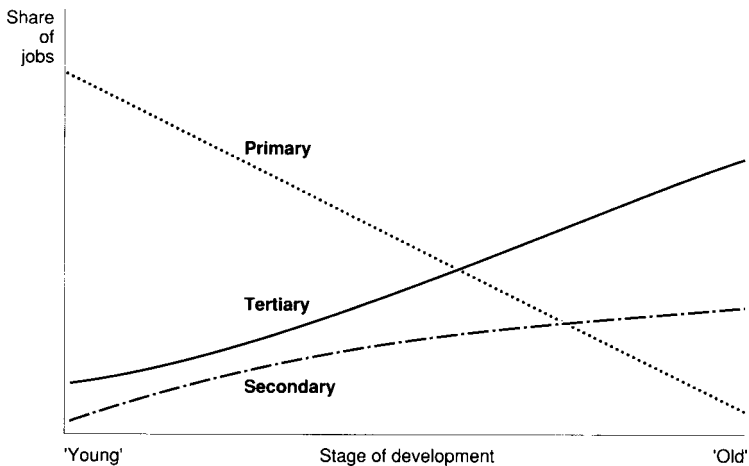 Share
of
jobs
Primary
Tertiary
Secondary
'Young'
Stage of development
'Old'